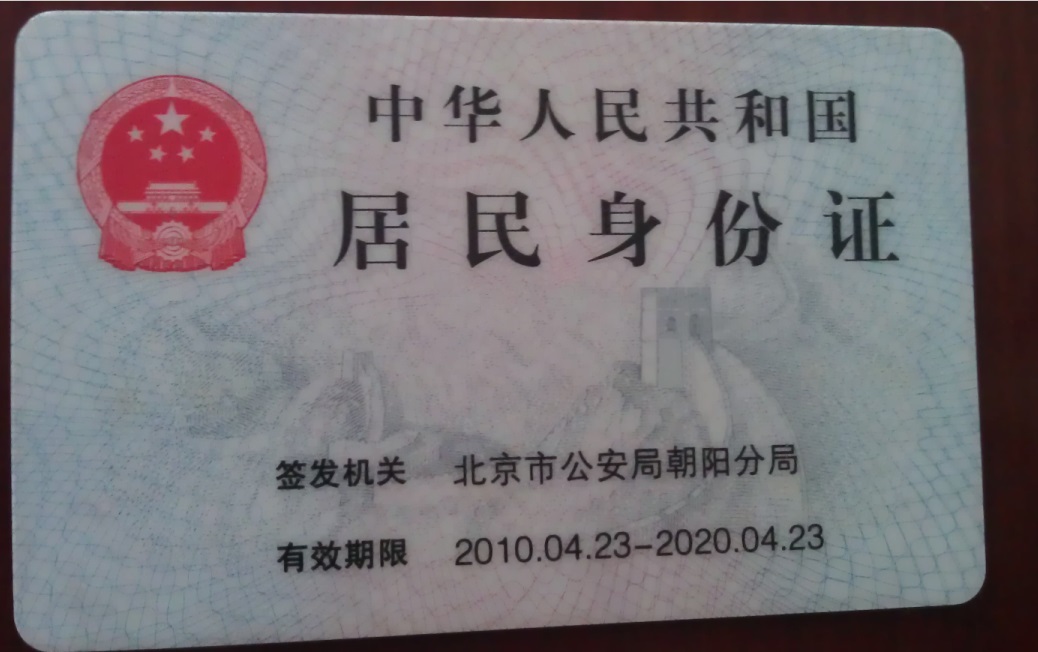 中华人民共和国
居民身份证
签发机关 北京市公安局朝阳分局
有效期限 2010.04.23-2020.04.23